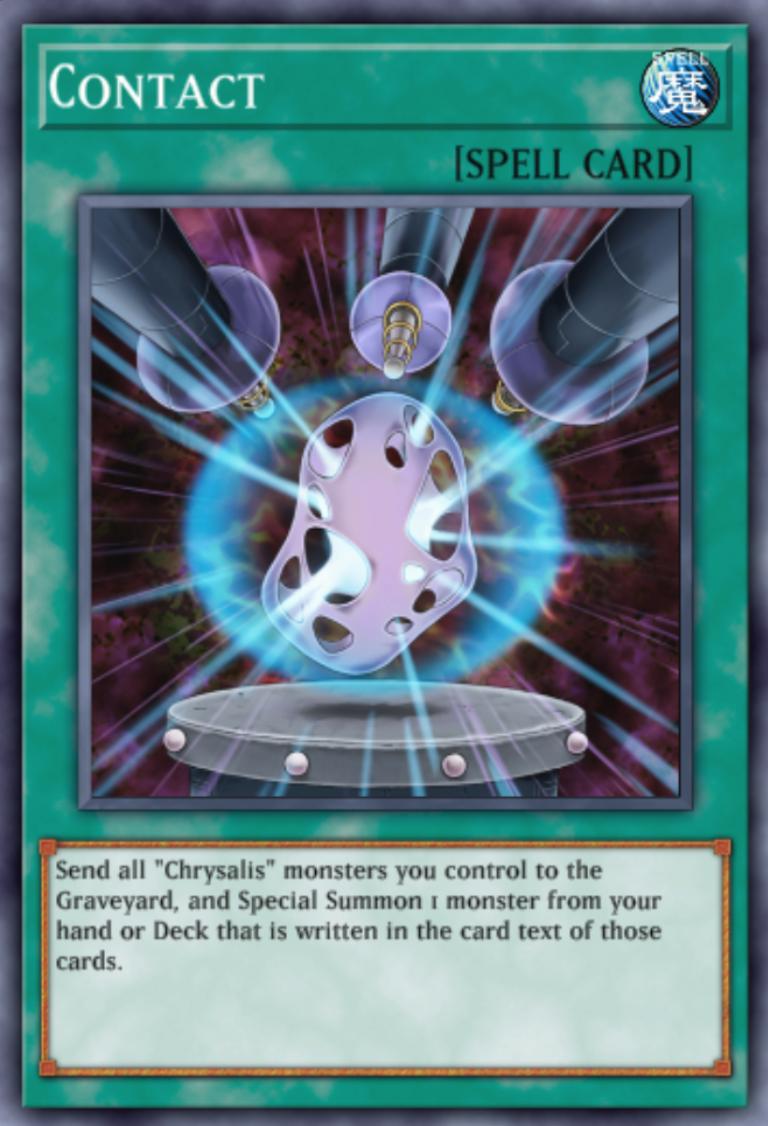 CONTACT
SPELL
魔
[SPELL CARD]
Send all "Chrysalis" monsters you control to the
Graveyard, and Special Summon 1 monster from your
hand or Deck that is written in the card text of those
cards.